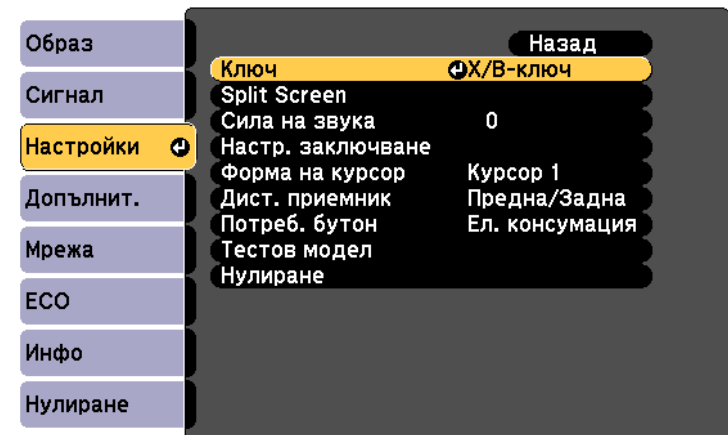 Образ
Сигнал
Настройки
Допълнит.
Мрежа
ECO
Инфо
Нулиране
Назад
Ключ Х/В-ключ
Split Screen
Сила на звука 0
Настр. заключване
Форма на курсор Курсор 1
Дист. приемник Предна/Задна
Потреб. бутон Ел. консумация
Тестов модел
Нулиране